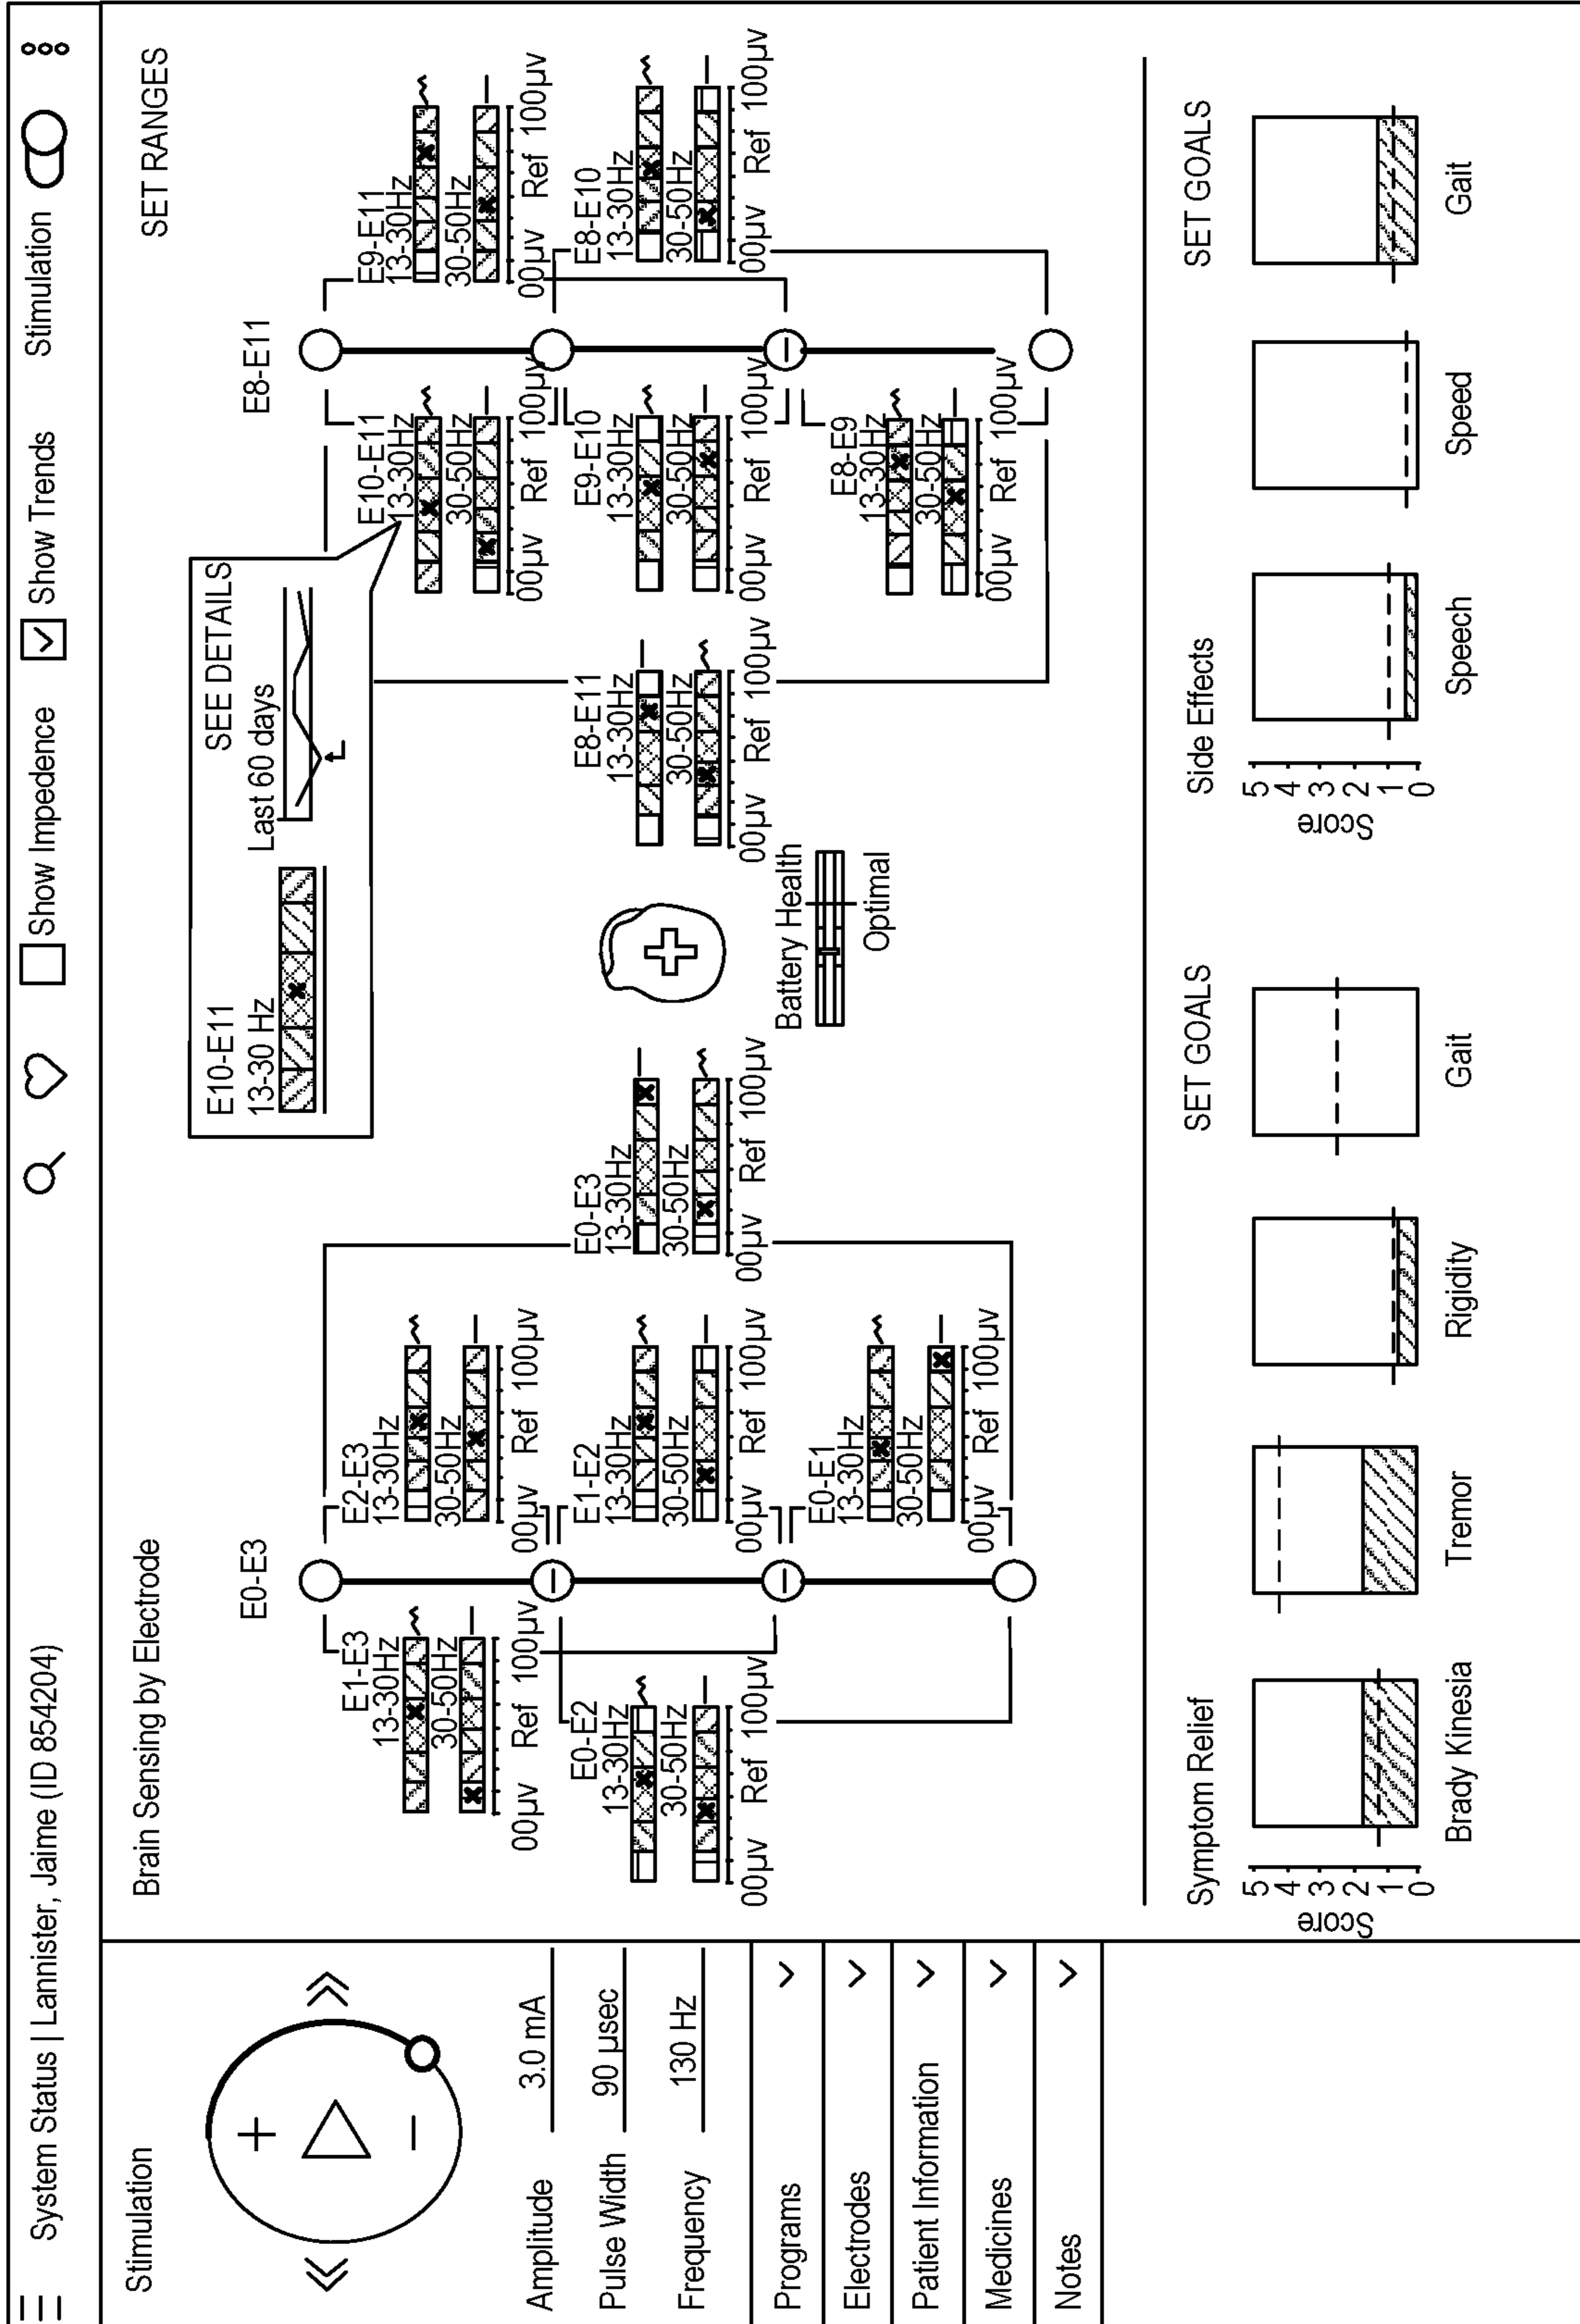 System Status | Lannister, Jaime (ID 854204)
Show Impedence
Show Trends
Stimulation
Stimulation
Amplitude 3.0 mA
Pulse Width 90 µsec
Frequency 130 Hz
Programs
Electrodes
Patient Information
Medicines
Notes
Brain Sensing by Electrode
SET RANGES
E10-E11
13-30 Hz
SEE DETAILS
Last 60 days
E0-E3
E1-E3
13-30Hz
30-50Hz
00µv Ref 100µv
E0-E2
13-30Hz
30-50Hz
00µv Ref 100µv
E2-E3
13-30Hz
30-50Hz
00µv Ref 100µv
E1-E2
13-30Hz
30-50Hz
00µv Ref 100µv
E0-E1
13-30Hz
30-50Hz
00µv Ref 100µv
E0-E3
13-30Hz
30-50Hz
00µv Ref 100µv
Battery Health
Optimal
E8-E11
13-30Hz
30-50Hz
00µv Ref 100µv
E8-E11
E10-E11
13-30Hz
30-50Hz
00µv Ref 100µv
E9-E10
13-30Hz
30-50Hz
00µv Ref 100µv
E8-E9
13-30Hz
30-50Hz
00µv Ref 100µv
E9-E11
13-30Hz
30-50Hz
00µv Ref 100µv
E8-E10
13-30Hz
30-50Hz
00µv Ref 100µv
Symptom Relief
SET GOALS
Score
5
4
3
2
1
0
Brady Kinesia
Tremor
Rigidity
Gait
Side Effects
SET GOALS
Score
5
4
3
2
1
0
Speech
Speed
Gait